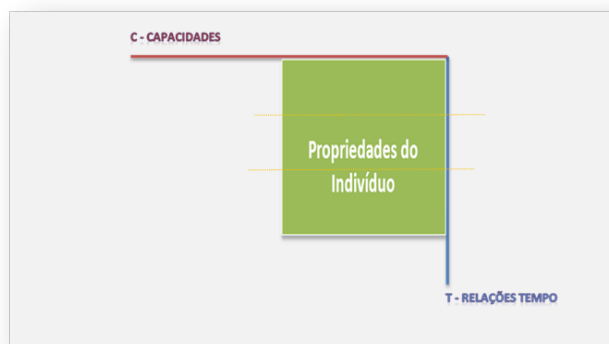 C - CAPACIDADES
Propriedades do
Indivíduo
T - RELAÇÕES TEMPO